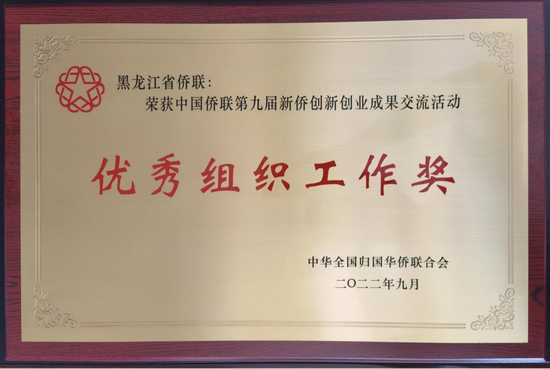 黑龙江省侨联：
荣获中国侨联第九届新侨创新创业成果交流活动
优秀组织工作奖
中华全国归国华侨联合会
二〇二二年九月